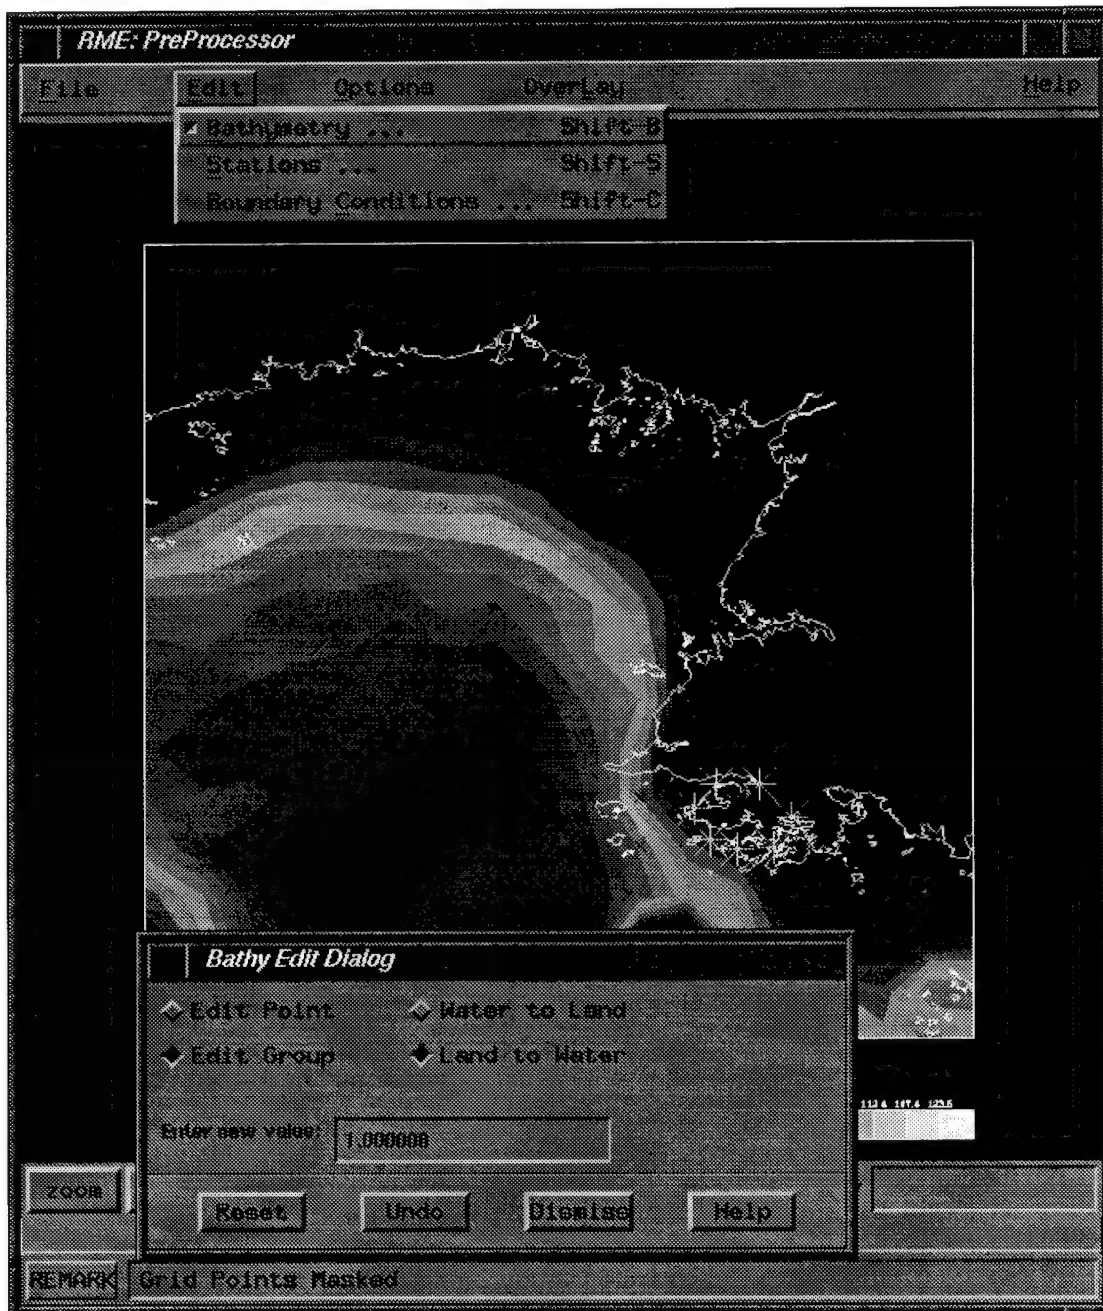 RME: PreProcessor
File Edit Options OverLay Help
Bathymetry ... Shift-B
Stations ... Shift-S
Boundary Conditions ... Shift-C
Bathy Edit Dialog
Edit Point Water to Land
Edit Group Land to Water
Enter new value: 1.000000
Reset Undo Dismiss Help
zoom
REMARK Grid Points Masked